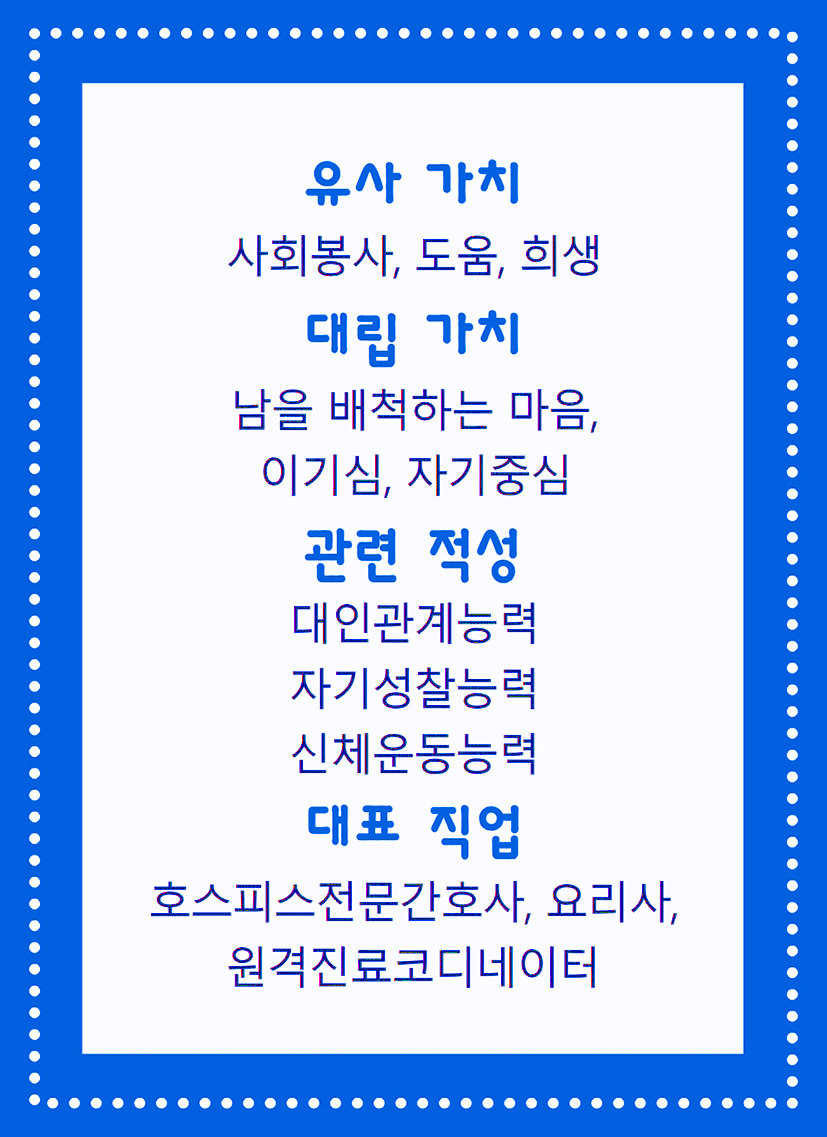 유사 가치
사회봉사, 도움, 희생
대립 가치
남을 배척하는 마음,
이기심, 자기중심
관련 적성
대인관계능력
자기성찰능력
신체운동능력
대표 직업
호스피스전문간호사, 요리사,
원격진료코디네이터